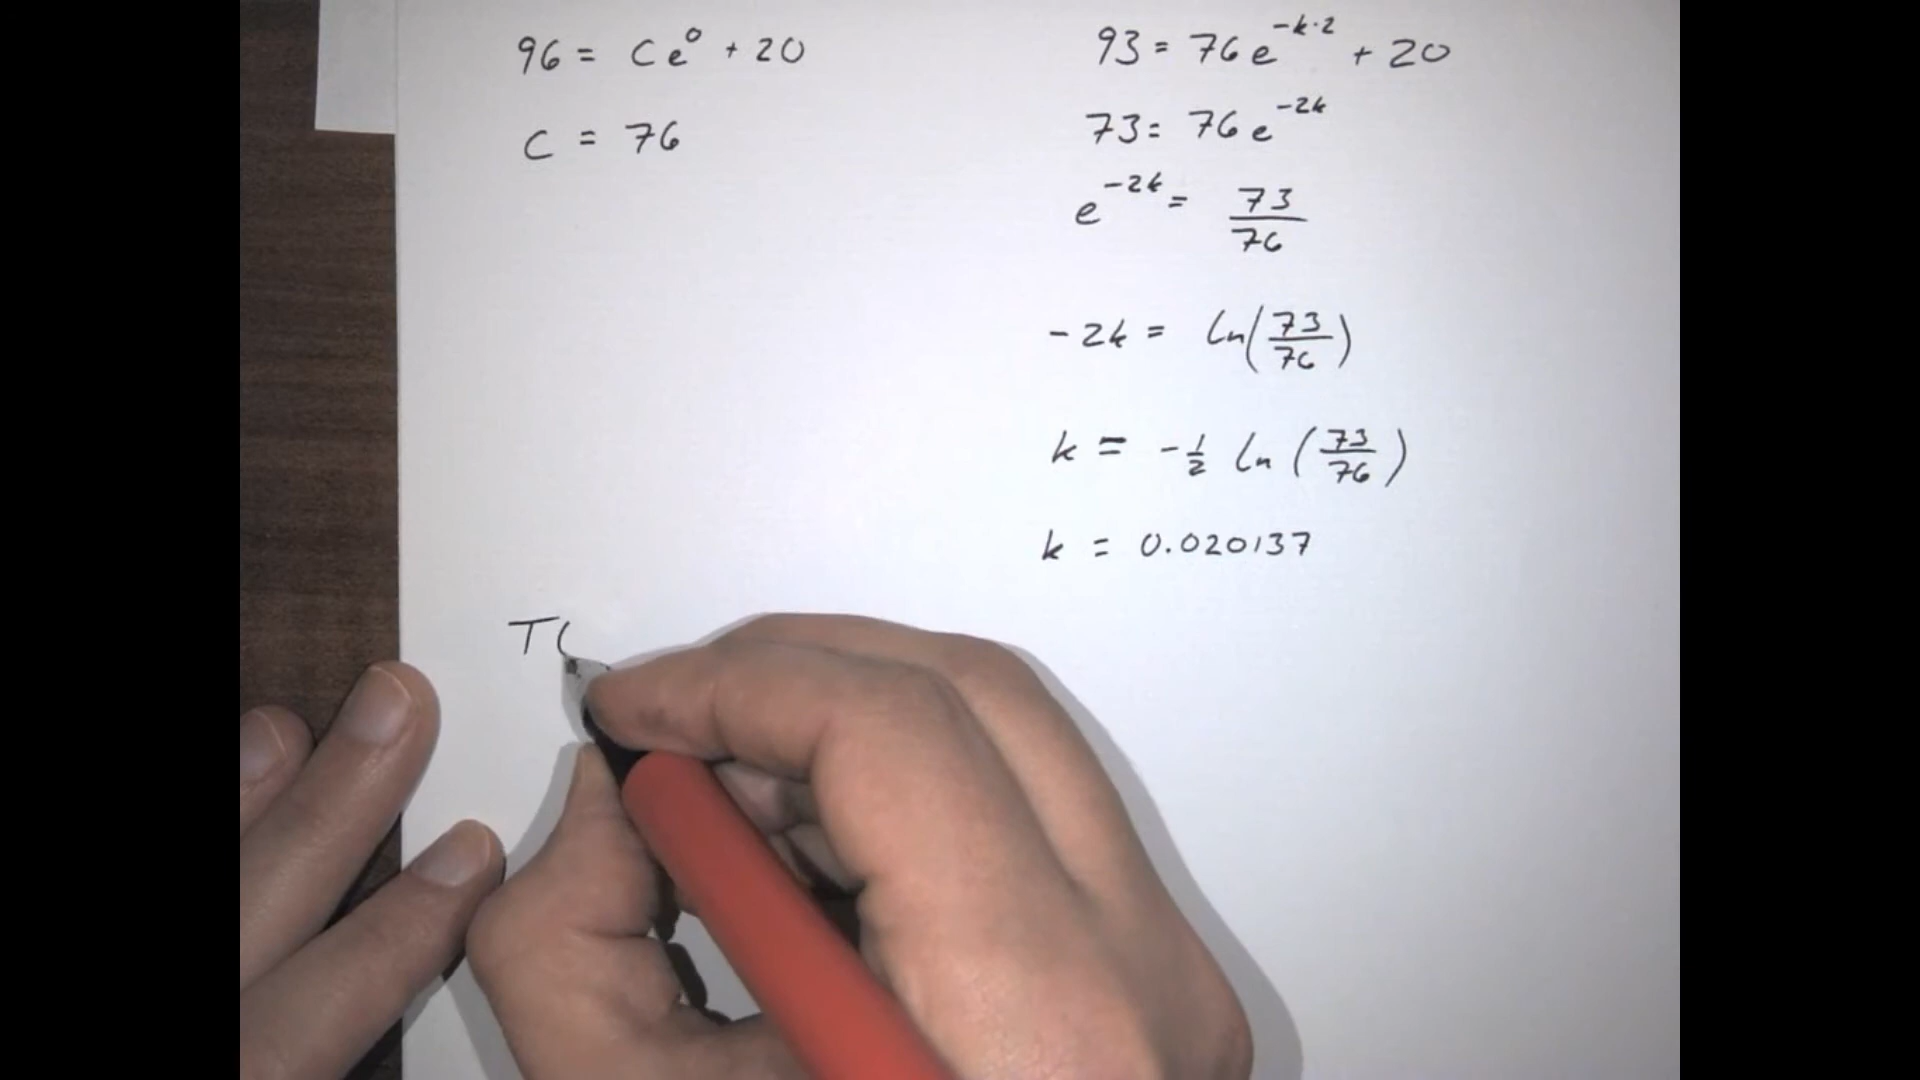 96 = Ce⁰ + 20
C = 76
93 = 76e^{-k·2} + 20
73 = 76e^{-2k}
e^{-2k} = 73/76
-2k = ln(73/76)
k = -1/2 ln(73/76)
k = 0.020137
T(